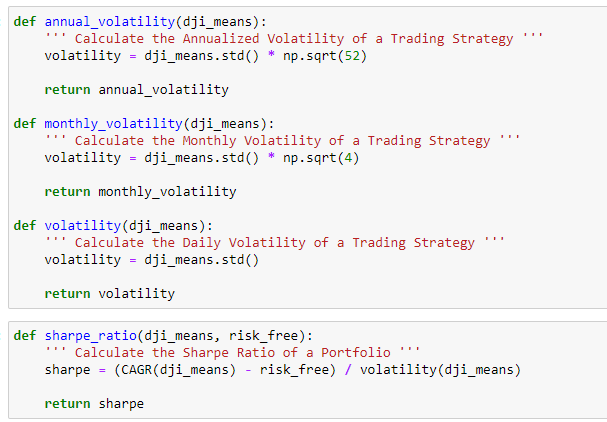 def annual_volatility(dji_means):
    ''' Calculate the Annualized Volatility of a Trading Strategy '''
    volatility = dji_means.std() * np.sqrt(52)

    return annual_volatility

def monthly_volatility(dji_means):
    ''' Calculate the Monthly Volatility of a Trading Strategy '''
    volatility = dji_means.std() * np.sqrt(4)

    return monthly_volatility

def volatility(dji_means):
    ''' Calculate the Daily Volatility of a Trading Strategy '''
    volatility = dji_means.std()

    return volatility

def sharpe_ratio(dji_means, risk_free):
    ''' Calculate the Sharpe Ratio of a Portfolio '''
    sharpe = (CAGR(dji_means) - risk_free) / volatility(dji_means)

    return sharpe